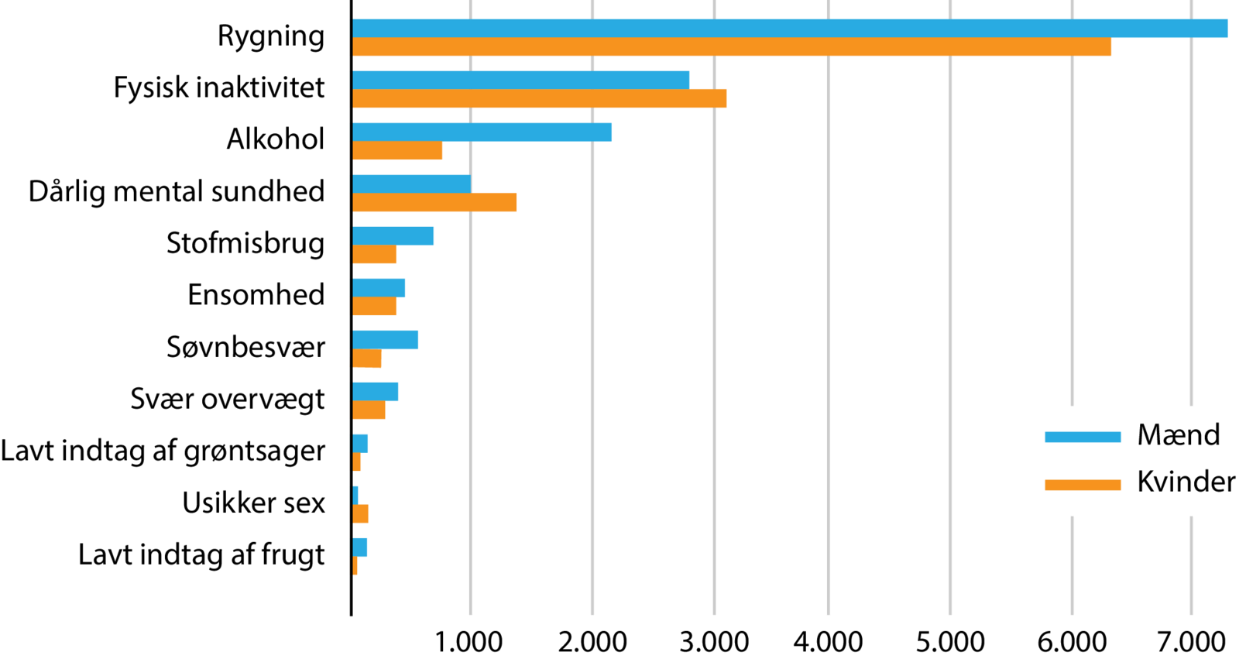 Rygning
Fysisk inaktivitet
Alkohol
Dårlig mental sundhed
Stofmisbrug
Ensomhed
Søvnbesvær
Svær overvægt
Lavt indtag af grøntsager
Usikker sex
Lavt indtag af frugt
Mænd
Kvinder
1.000 2.000 3.000 4.000 5.000 6.000 7.000